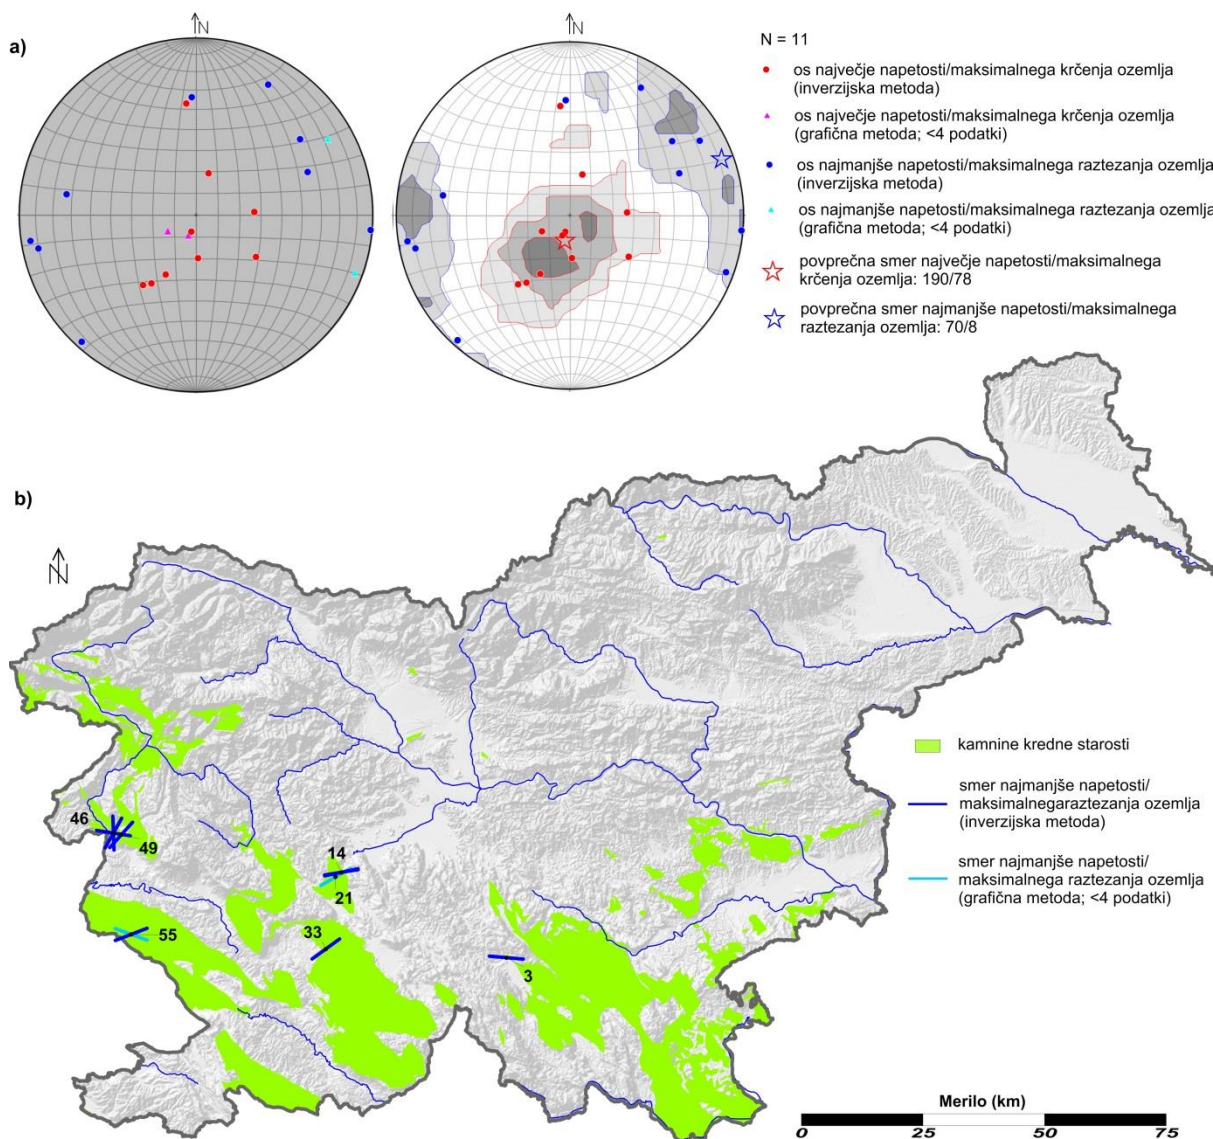 a)
N
N
N = 11
os največje napetosti/maksimalnega krčenja ozemlja
(inverzijska metoda)
os največje napetosti/maksimalnega krčenja ozemlja
(grafična metoda; <4 podatki)
os najmanjše napetosti/maksimalnega raztezanja ozemlja
(inverzijska metoda)
os najmanjše napetosti/maksimalnega raztezanja ozemlja
(grafična metoda; <4 podatki)
povprečna smer največje napetosti/maksimalnega
krčenja ozemlja: 190/78
povprečna smer najmanjše napetosti/maksimalnega
raztezanja ozemlja: 70/8
b)
N
kamnine kredne starosti
smer najmanjše napetosti/
maksimalnegaraztezanja ozemlja
(inverzijska metoda)
smer najmanjše napetosti/
maksimalnega raztezanja ozemlja
(grafična metoda; <4 podatki)
46
49
14
21
33
55
3
Merilo (km)
0 25 50 75